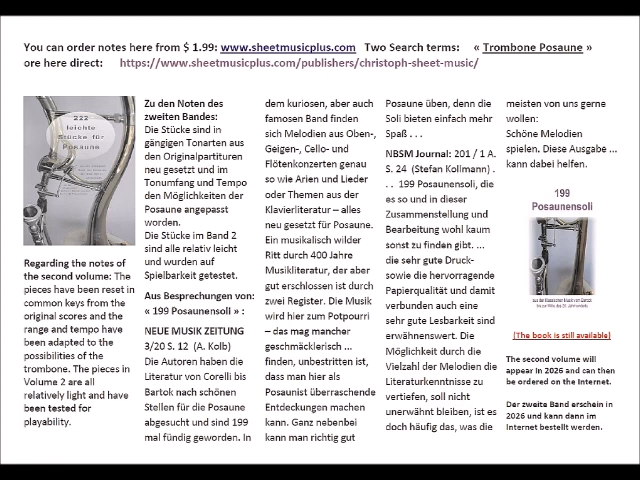 You can order notes here from $ 1.99: www.sheetmusicplus.com Two Search terms: « Trombone Posaune »
ore here direct: https://www.sheetmusicplus.com/publishers/christoph-sheet-music/
222
leichte
Stücke für
Posaune
Regarding the notes of
the second volume: The
pieces have been reset in
common keys from the
original scores and the
range and tempo have
been adapted to the
possibilities of the
trombone. The pieces in
Volume 2 are all
relatively light and have
been tested for
playability.
Zu den Noten des
zweiten Bandes:
Die Stücke sind in
gängigen Tonarten aus
den Originalpartituren
neu gesetzt und im
Tonumfang und Tempo
den Möglichkeiten der
Posaune angepasst
worden.
Die Stücke im Band 2
sind alle relativ leicht
und wurden auf
Spielbarkeit getestet.
Aus Besprechungen von:
« 199 Posaunensoli » :
NEUE MUSIK ZEITUNG
3/20 S. 12 (A. Kolb)
Die Autoren haben die
Literatur von Corelli bis
Bartok nach schönen
Stellen für die Posaune
abgesucht und sind 199
mal fündig geworden. In
dem kuriosen, aber auch
famosen Band finden
sich Melodien aus Oben-,
Geigen-, Cello- und
Flötenkonzerten genau
so wie Arien und Lieder
oder Themen aus der
Klavierliteratur – alles
neu gesetzt für Posaune.
Ein musikalisch wilder
Ritt durch 400 Jahre
Musikliteratur, der aber
gut erschlossen ist durch
zwei Register. Die Musik
wird hier zum Potpourri
– das mag mancher
geschmäcklerisch ...
finden, unbestritten ist,
dass man hier als
Posaunist überraschende
Entdeckungen machen
kann. Ganz nebenbei
kann man richtig gut
Posaune üben, denn die
Soli bieten einfach mehr
Spaß . . .
NBSM Journal: 201 / 1 A.
S. 24 (Stefan Kollmann) .
. . 199 Posaunensoli, die
es so und in dieser
Zusammenstellung und
Bearbeitung wohl kaum
sonst zu finden gibt. ...
die sehr gute Druck-
sowie die hervorragende
Papierqualität und damit
verbunden auch eine
sehr gute Lesbarkeit sind
erwähnenswert. Die
Möglichkeit durch die
Vielzahl der Melodien die
Literaturkenntnisse zu
vertiefen, soll nicht
unerwähnt bleiben, ist es
doch häufig das, was die
meisten von uns gerne
wollen:
Schöne Melodien
spielen. Diese Ausgabe ...
kann dabei helfen.
199
Posaunensoli
(The book is still available)
The second volume will
appear in 2026 and can then
be ordered on the Internet.
Der zweite Band erschein in
2026 und kann dann im
Internet bestellt werden.